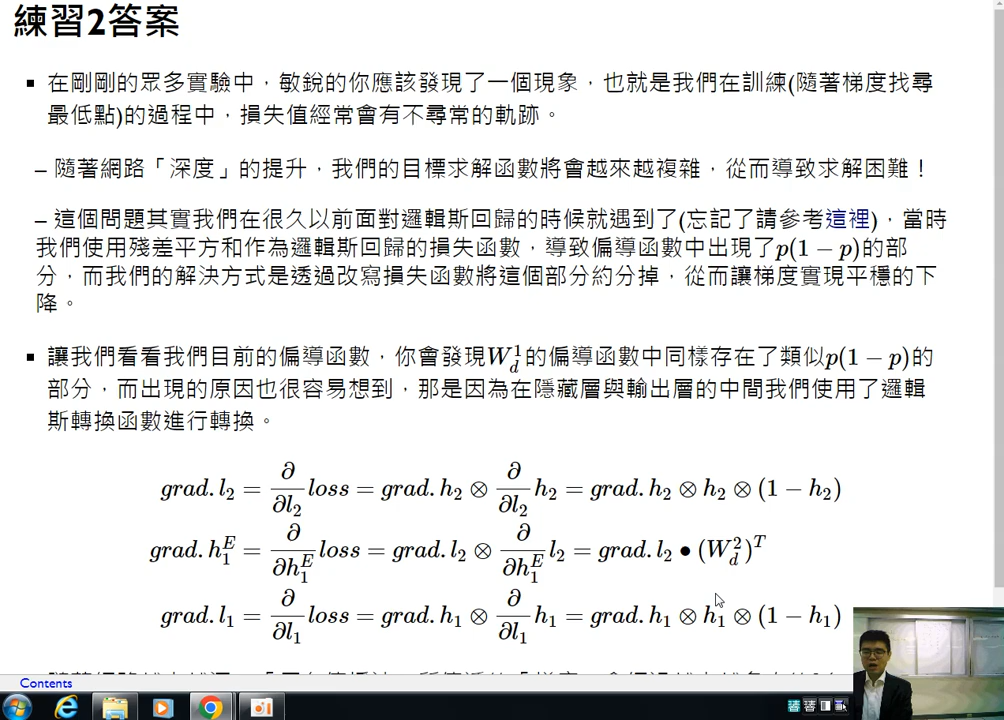 練習2答案
▪ 在剛剛的眾多實驗中，敏銳的你應該發現了一個現象，也就是我們在訓練(隨著梯度找尋
最低點)的過程中，損失值經常會有不尋常的軌跡。
– 隨著網路「深度」的提升，我們的目標求解函數將會越來越複雜，從而導致求解困難！
– 這個問題其實我們在很久以前面對邏輯斯回歸的時候就遇到了(忘記了請參考這裡)，當時
我們使用殘差平方和作為邏輯斯回歸的損失函數，導致偏導函數中出現了p(1 − p)的部
分，而我們的解決方式是透過改寫損失函數將這個部分約分掉，從而讓梯度實現平穩的下
降。
▪ 讓我們看看我們目前的偏導函數，你會發現W_d^1的偏導函數中同樣存在了類似p(1 − p)的
部分，而出現的原因也很容易想到，那是因為在隱藏層與輸出層的中間我們使用了邏輯
斯轉換函數進行轉換。
grad. l_2 = ∂/∂l_2 loss = grad. h_2 ⊗ ∂/∂l_2 h_2 = grad. h_2 ⊗ h_2 ⊗ (1 − h_2)
grad. h_1^E = ∂/∂h_1^E loss = grad. l_2 ⊗ ∂/∂h_1^E l_2 = grad. l_2 • (W_d^2)^T
grad. l_1 = ∂/∂l_1 loss = grad. h_1 ⊗ ∂/∂l_1 h_1 = grad. h_1 ⊗ h_1 ⊗ (1 − h_1)
Contents